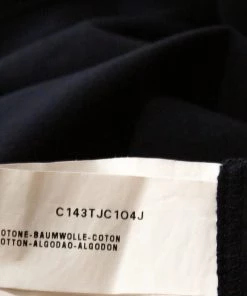 C143TJC104J
OTONE-BAUMWOLLE-COTON
OTTON-ALGODAO-ALGODON